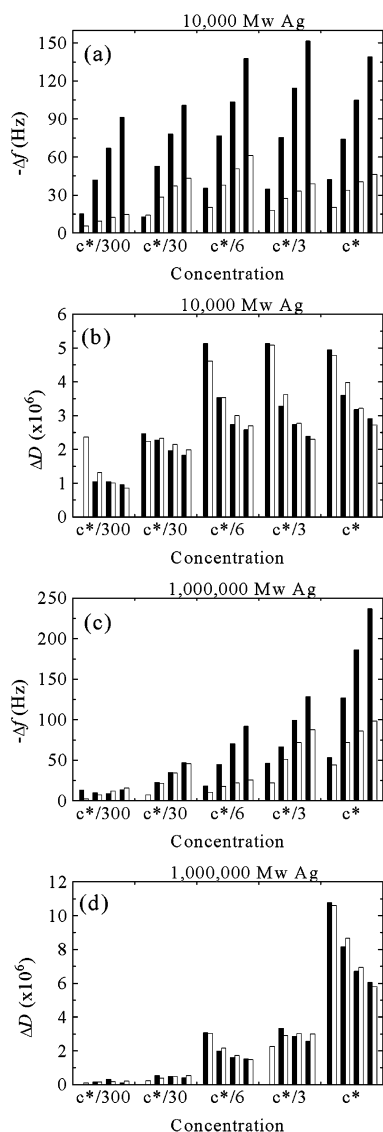 10,000 Mw Ag
(a)
150
120
90
60
30
0
-Δf (Hz)
c*/300 c*/30 c*/6 c*/3 c*
Concentration
10,000 Mw Ag
(b)
6
5
4
3
2
1
0
ΔD (x10⁶)
c*/300 c*/30 c*/6 c*/3 c*
Concentration
1,000,000 Mw Ag
(c)
250
200
150
100
50
0
-Δf (Hz)
c*/300 c*/30 c*/6 c*/3 c*
Concentration
1,000,000 Mw Ag
(d)
12
10
8
6
4
2
0
ΔD (x10⁶)
c*/300 c*/30 c*/6 c*/3 c*
Concentration